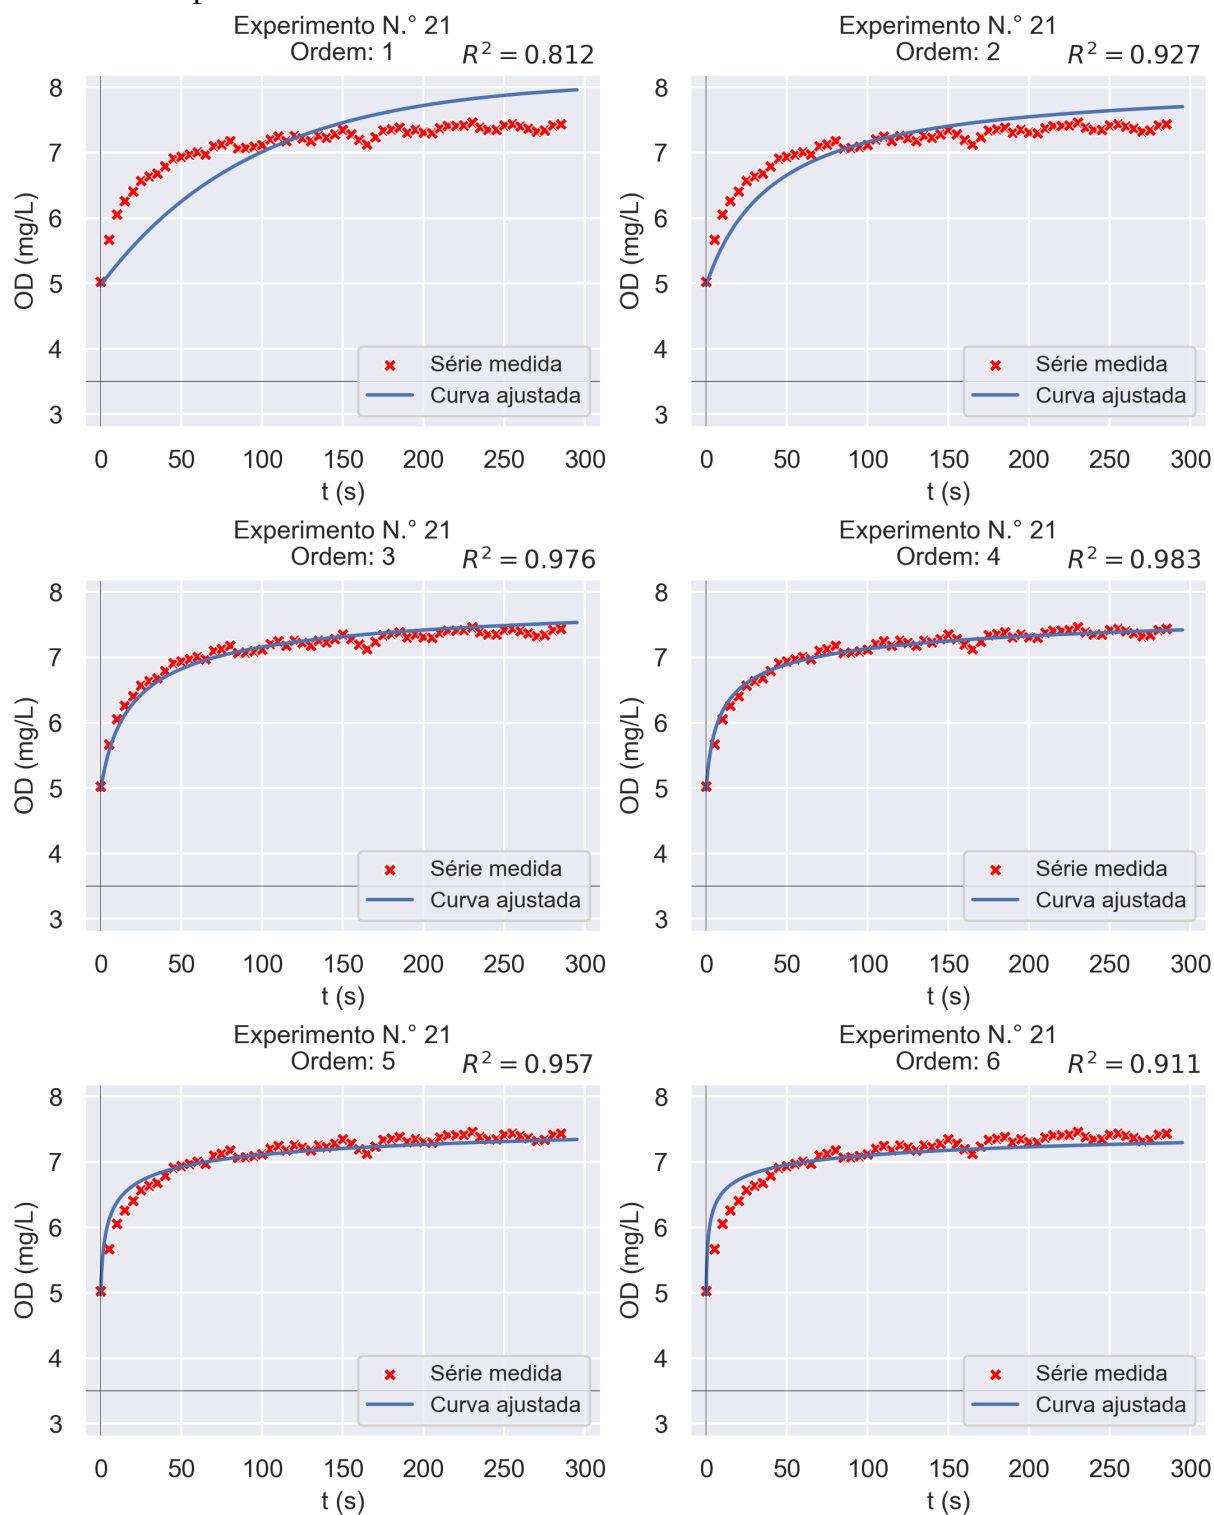 Experimento N.° 21
Ordem: 1 R² = 0.812
8
7
6
5
4
3
OD (mg/L)
Série medida
Curva ajustada
0 50 100 150 200 250 300
t (s)
Experimento N.° 21
Ordem: 2 R² = 0.927
8
7
6
5
4
3
OD (mg/L)
Série medida
Curva ajustada
0 50 100 150 200 250 300
t (s)
Experimento N.° 21
Ordem: 3 R² = 0.976
8
7
6
5
4
3
OD (mg/L)
Série medida
Curva ajustada
0 50 100 150 200 250 300
t (s)
Experimento N.° 21
Ordem: 4 R² = 0.983
8
7
6
5
4
3
OD (mg/L)
Série medida
Curva ajustada
0 50 100 150 200 250 300
t (s)
Experimento N.° 21
Ordem: 5 R² = 0.957
8
7
6
5
4
3
OD (mg/L)
Série medida
Curva ajustada
0 50 100 150 200 250 300
t (s)
Experimento N.° 21
Ordem: 6 R² = 0.911
8
7
6
5
4
3
OD (mg/L)
Série medida
Curva ajustada
0 50 100 150 200 250 300
t (s)